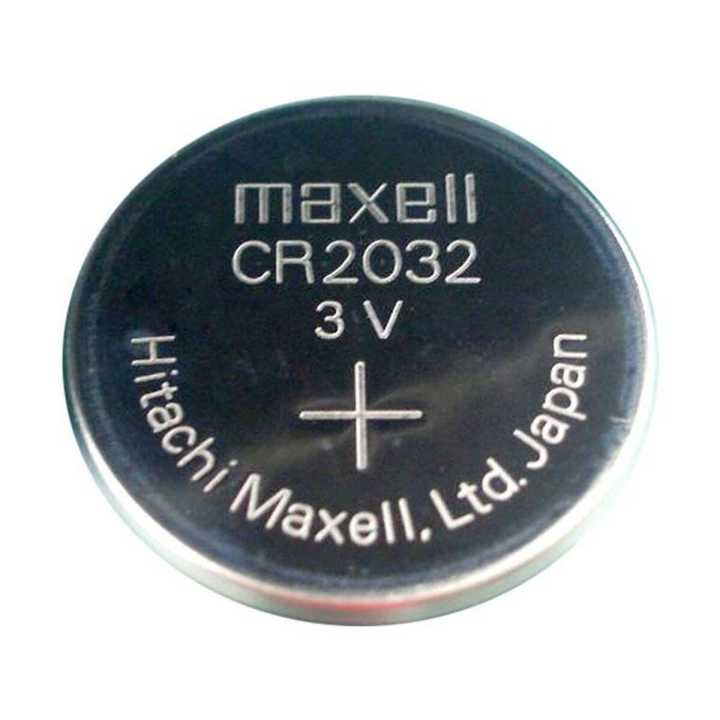 maxell
CR2032
3 V
+
Hitachi Maxell, Ltd. Japan